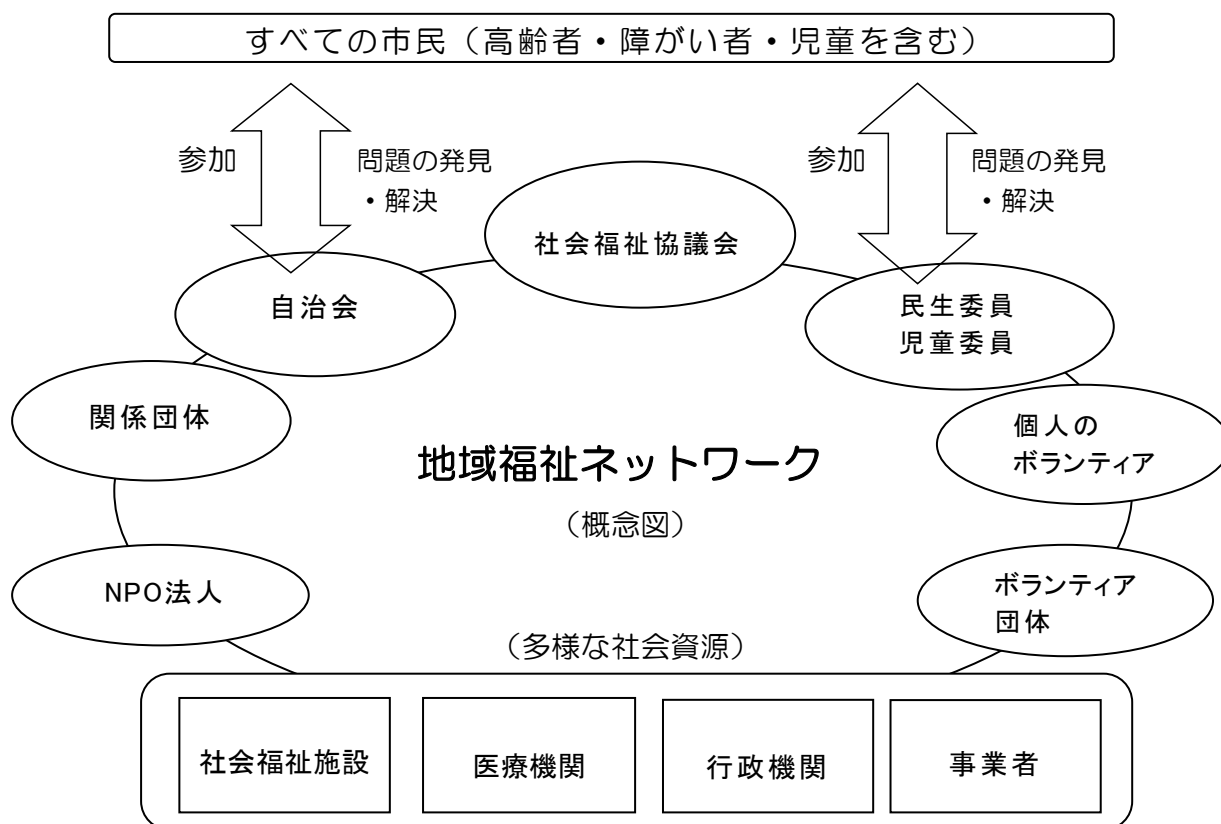 すべての市民（高齢者・障がい者・児童を含む）
参加
問題の発見
・解決
参加
問題の発見
・解決
社会福祉協議会
自治会
民生委員
児童委員
関係団体
個人の
ボランティア
地域福祉ネットワーク
（概念図）
NPO法人
ボランティア
団体
（多様な社会資源）
社会福祉施設
医療機関
行政機関
事業者